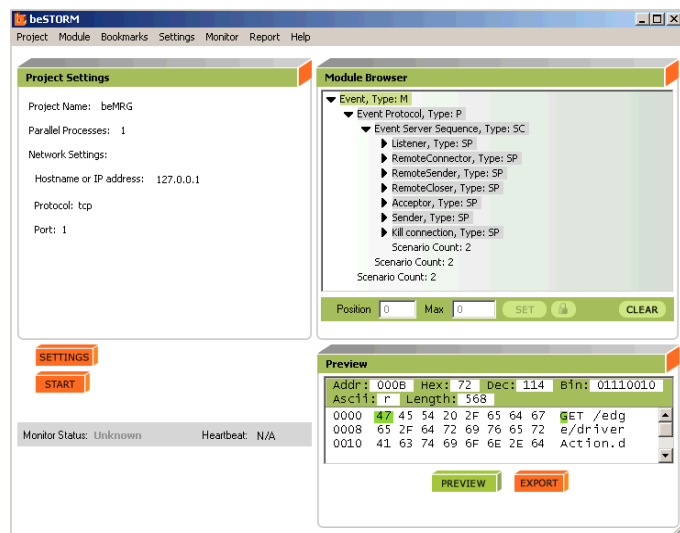 beSTORM
Project Module Bookmarks Settings Monitor Report Help
Project Settings
Project Name: beMRG
Parallel Processes: 1
Network Settings:
Hostname or IP address: 127.0.0.1
Protocol: tcp
Port: 1
SETTINGS
START
Monitor Status: Unknown Heartbeat: N/A
Module Browser
Event, Type: M
Event Protocol, Type: P
Event Server Sequence, Type: SC
Listener, Type: SP
RemoteConnector, Type: SP
RemoteSender, Type: SP
RemoteCloser, Type: SP
Acceptor, Type: SP
Sender, Type: SP
Kill connection, Type: SP
Scenario Count: 2
Scenario Count: 2
Scenario Count: 2
Position 0 Max 0 SET CLEAR
Preview
Addr: 000B Hex: 72 Dec: 114 Bin: 01110010
Ascii: r Length: 568
0000 47 45 54 20 2F 65 64 67 GET /edg
0008 65 2F 64 72 69 76 65 72 e/driver
0010 41 63 74 69 6F 6E 2E 64 Action.d
PREVIEW EXPORT